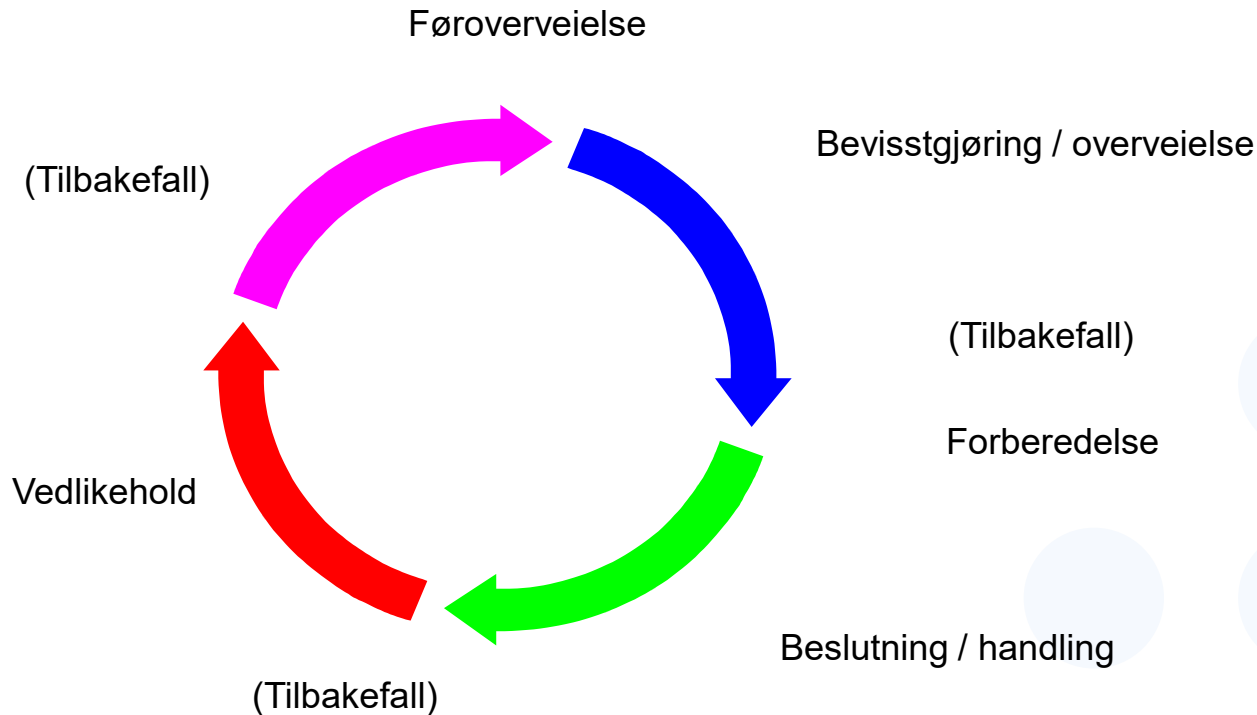 Føroverveielse
Bevisstgjøring / overveielse
(Tilbakefall)
(Tilbakefall)
Forberedelse
Vedlikehold
Beslutning / handling
(Tilbakefall)